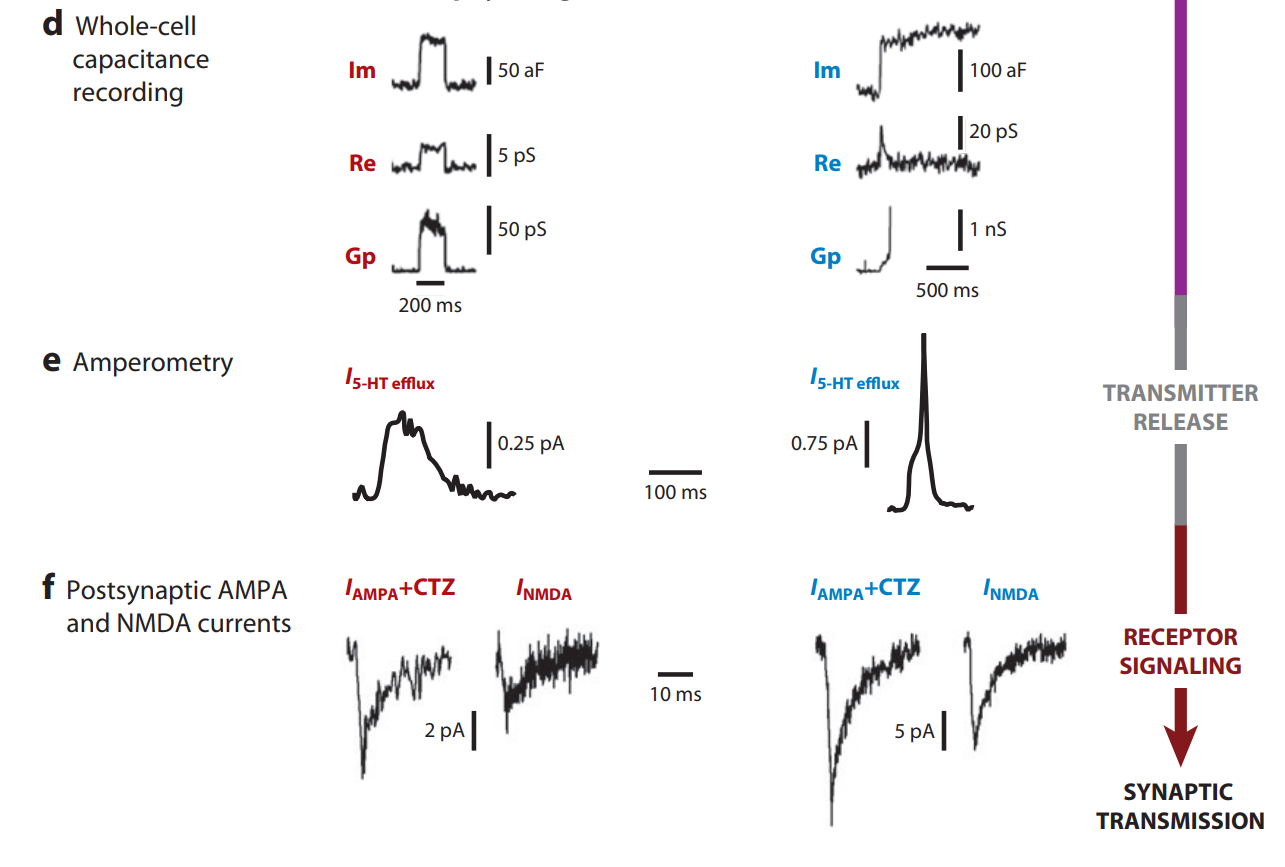 d Whole-cell
capacitance
recording
Im
50 aF
Re
5 pS
Gp
50 pS
200 ms
Im
100 aF
Re
20 pS
Gp
1 nS
500 ms
e Amperometry
I5-HT efflux
0.25 pA
100 ms
I5-HT efflux
0.75 pA
TRANSMITTER
RELEASE
f Postsynaptic AMPA
and NMDA currents
IAMPA+CTZ
INMDA
2 pA
10 ms
IAMPA+CTZ
INMDA
5 pA
RECEPTOR
SIGNALING
SYNAPTIC
TRANSMISSION